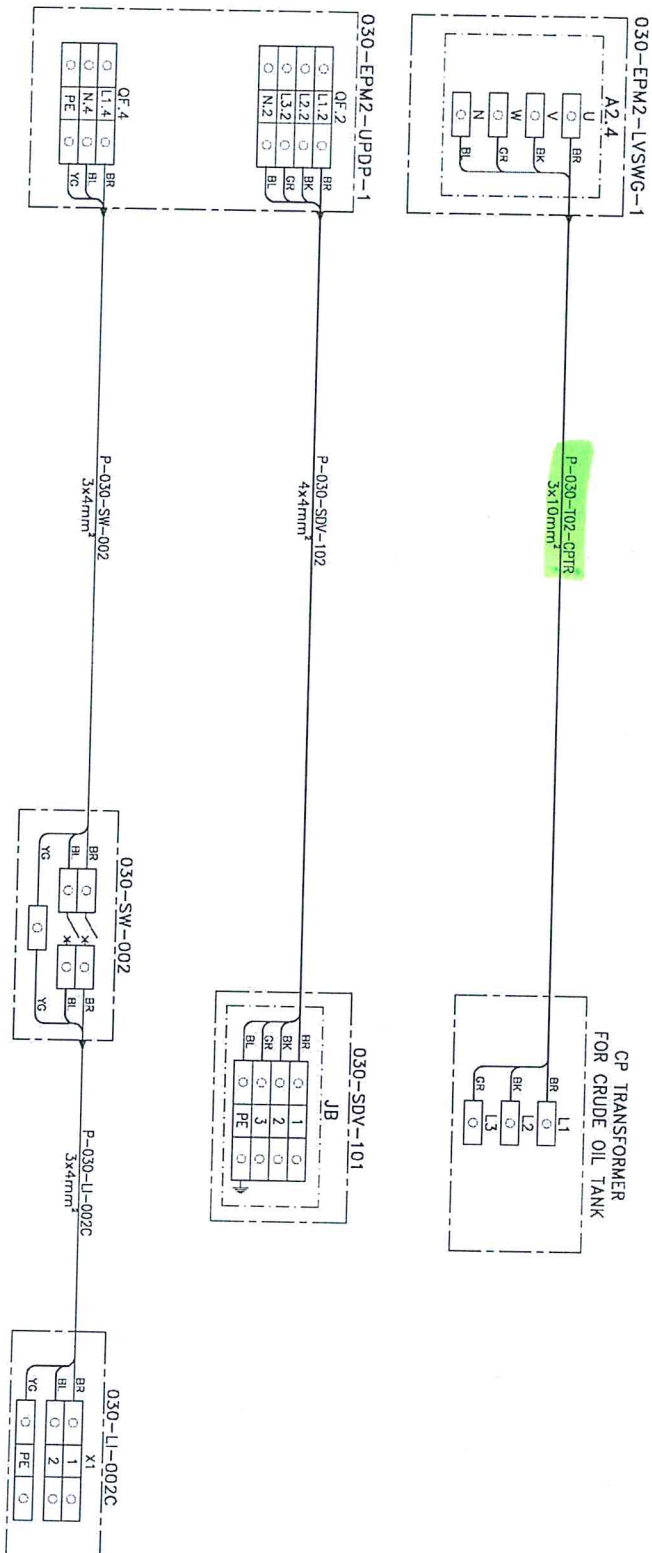 030-EPM2-LVSWG-1
A2.4
U
V
W
N
BR
BK
GR
BL
P-030-T02-CPTR
3x10mm²
CP TRANSFORMER
FOR CRUDE OIL TANK
BR
BK
GR
L1
L2
L3
030-EPM2-UPDP-1
QF.2
L1.2
L2.2
L3.2
N.2
BR
BK
GR
BL
P-030-SDV-102
4x4mm²
030-SDV-101
JB
BR
BK
GR
BL
1
2
3
PE
QF.4
L1.4
N.4
PE
BR
BL
YG
P-030-SW-002
3x4mm²
030-SW-002
BR
BL
YG
BR
BL
YG
P-030-LI-002C
3x4mm²
030-LI-002C
X1
BR
BL
YG
1
2
PE